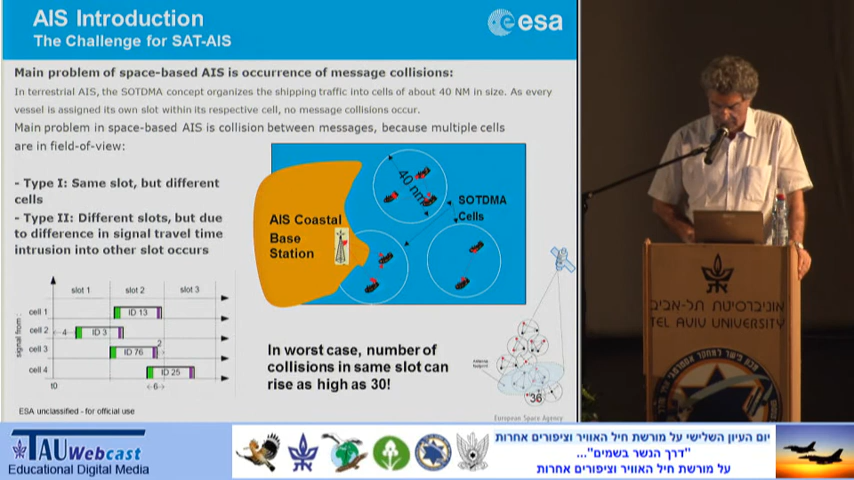 AIS Introduction
The Challenge for SAT-AIS
esa
Main problem of space-based AIS is occurrence of message collisions:
In terrestrial AIS, the SOTDMA concept organizes the shipping traffic into cells of about 40 NM in size. As every
vessel is assigned its own slot within its respective cell, no message collisions occur.
Main problem in space-based AIS is collision between messages, because multiple cells
are in field-of-view:
- Type I: Same slot, but different
cells
- Type II: Different slots, but due
to difference in signal travel time
intrusion into other slot occurs
AIS Coastal
Base
Station
40 nm
SOTDMA
Cells
slot 1
slot 2
slot 3
signal from:
cell 1
ID 13
cell 2
4
ID 3
cell 3
ID 76
2
cell 4
ID 25
10
6
In worst case, number of
collisions in same slot can
rise as high as 30!
36
ESA unclassified - for official use
European Space Agency
אוניברסיטת תל-אביב
TEL AVIV UNIVERSITY
TAU Webcast
Educational Digital Media
יום העיון השלישי על מורשת חיל האוויר וציפורים אחרות
"דרך הנשר בשמים"...
על מורשת חיל האוויר וציפורים אחרות